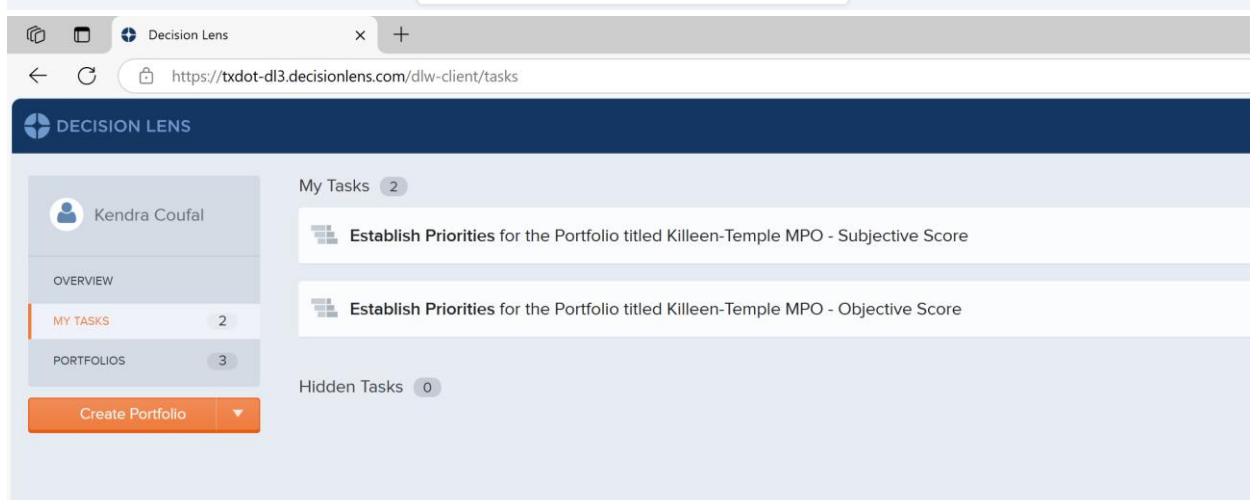 Decision Lens
https://txdot-dl3.decisionlens.com/dlw-client/tasks
DECISION LENS
Kendra Coufal
OVERVIEW
MY TASKS 2
PORTFOLIOS 3
Create Portfolio
My Tasks 2
Establish Priorities for the Portfolio titled Killeen-Temple MPO - Subjective Score
Establish Priorities for the Portfolio titled Killeen-Temple MPO - Objective Score
Hidden Tasks 0